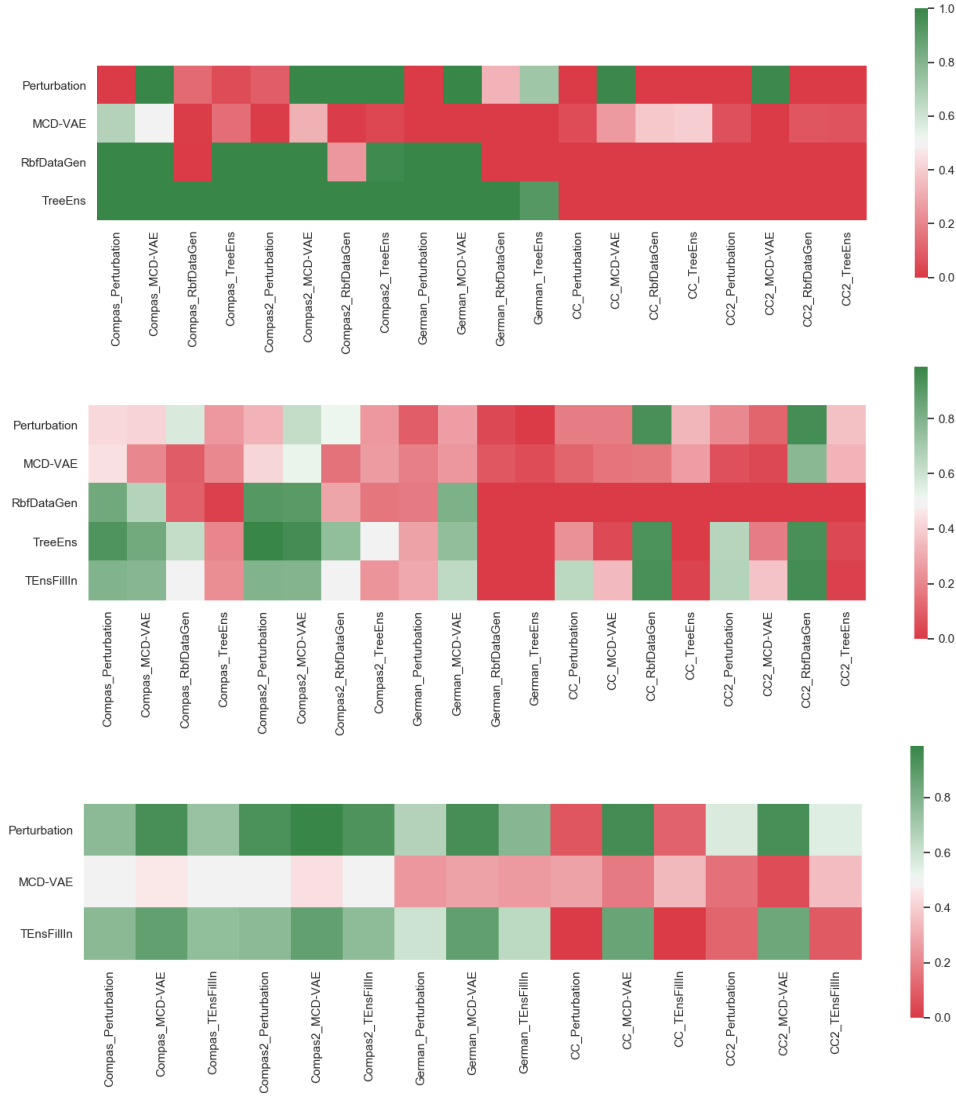 1.0
0.8
0.6
0.4
0.2
0.0
Perturbation
MCD-VAE
RbfDataGen
TreeEns
Compas_Perturbation
Compas_MCD-VAE
Compas_RbfDataGen
Compas_TreeEns
Compas2_Perturbation
Compas2_MCD-VAE
Compas2_RbfDataGen
Compas2_TreeEns
German_Perturbation
German_MCD-VAE
German_RbfDataGen
German_TreeEns
CC_Perturbation
CC_MCD-VAE
CC_RbfDataGen
CC_TreeEns
CC2_Perturbation
CC2_MCD-VAE
CC2_RbfDataGen
CC2_TreeEns
0.8
0.6
0.4
0.2
0.0
Perturbation
MCD-VAE
RbfDataGen
TreeEns
TEnsFillIn
Compas_Perturbation
Compas_MCD-VAE
Compas_RbfDataGen
Compas_TreeEns
Compas2_Perturbation
Compas2_MCD-VAE
Compas2_RbfDataGen
Compas2_TreeEns
German_Perturbation
German_MCD-VAE
German_RbfDataGen
German_TreeEns
CC_Perturbation
CC_MCD-VAE
CC_RbfDataGen
CC_TreeEns
CC2_Perturbation
CC2_MCD-VAE
CC2_RbfDataGen
CC2_TreeEns
0.8
0.6
0.4
0.2
0.0
Perturbation
MCD-VAE
TEnsFillIn
Compas_Perturbation
Compas_MCD-VAE
Compas_TEnsFillIn
Compas2_Perturbation
Compas2_MCD-VAE
Compas2_TEnsFillIn
German_Perturbation
German_MCD-VAE
German_TEnsFillIn
CC_Perturbation
CC_MCD-VAE
CC_TEnsFillIn
CC2_Perturbation
CC2_MCD-VAE
CC2_TEnsFillIn